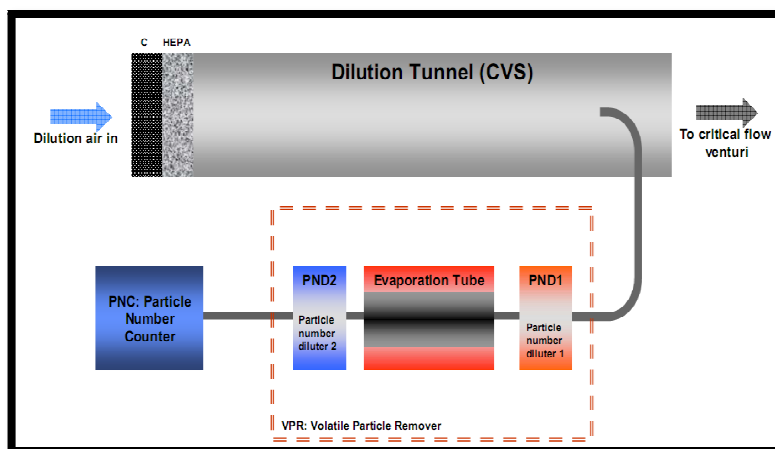 C HEPA
Dilution Tunnel (CVS)
Dilution air in
To critical flow
venturi
PNC: Particle
Number
Counter
PND2
Particle
number
diluter 2
Evaporation Tube
PND1
Particle
number
diluter 1
VPR: Volatile Particle Remover